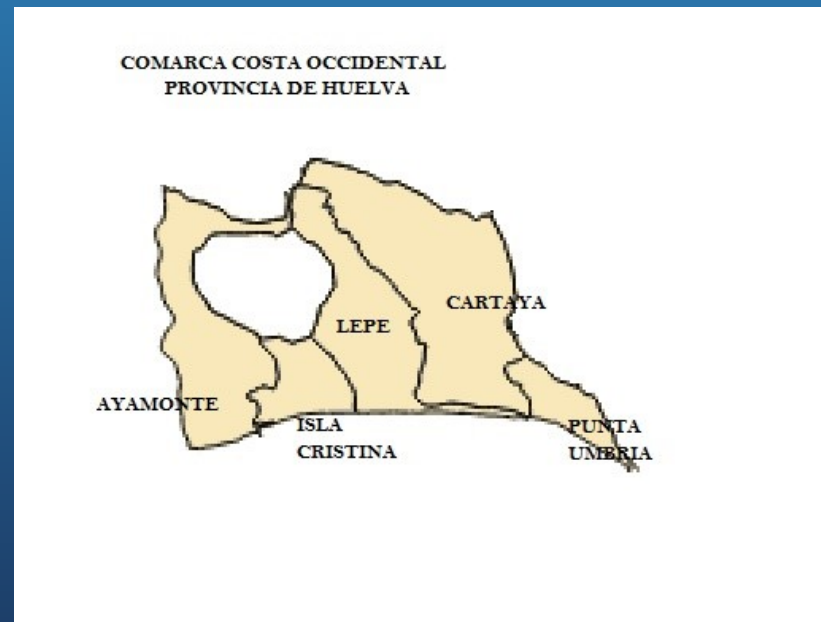 COMARCA COSTA OCCIDENTAL
PROVINCIA DE HUELVA
CARTAYA
LEPE
AYAMONTE
ISLA
CRISTINA
PUNTA
UMBRIA